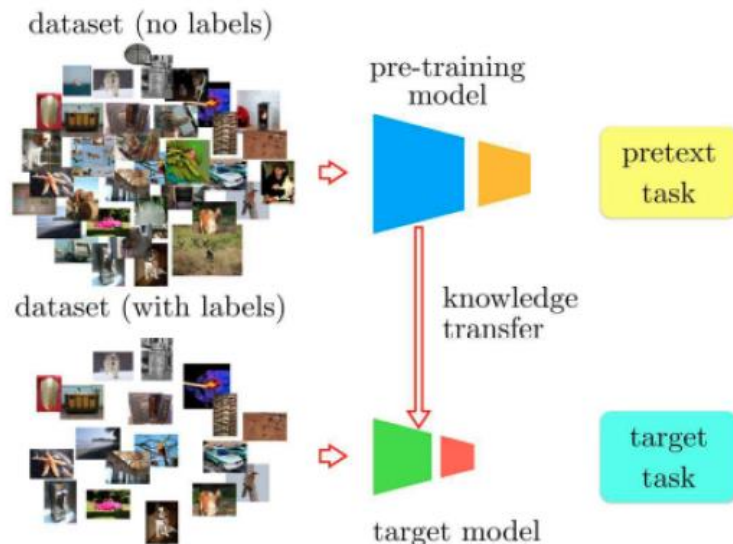 dataset (no labels)
pre-training
model
pretext
task
dataset (with labels)
knowledge
transfer
target
task
target model